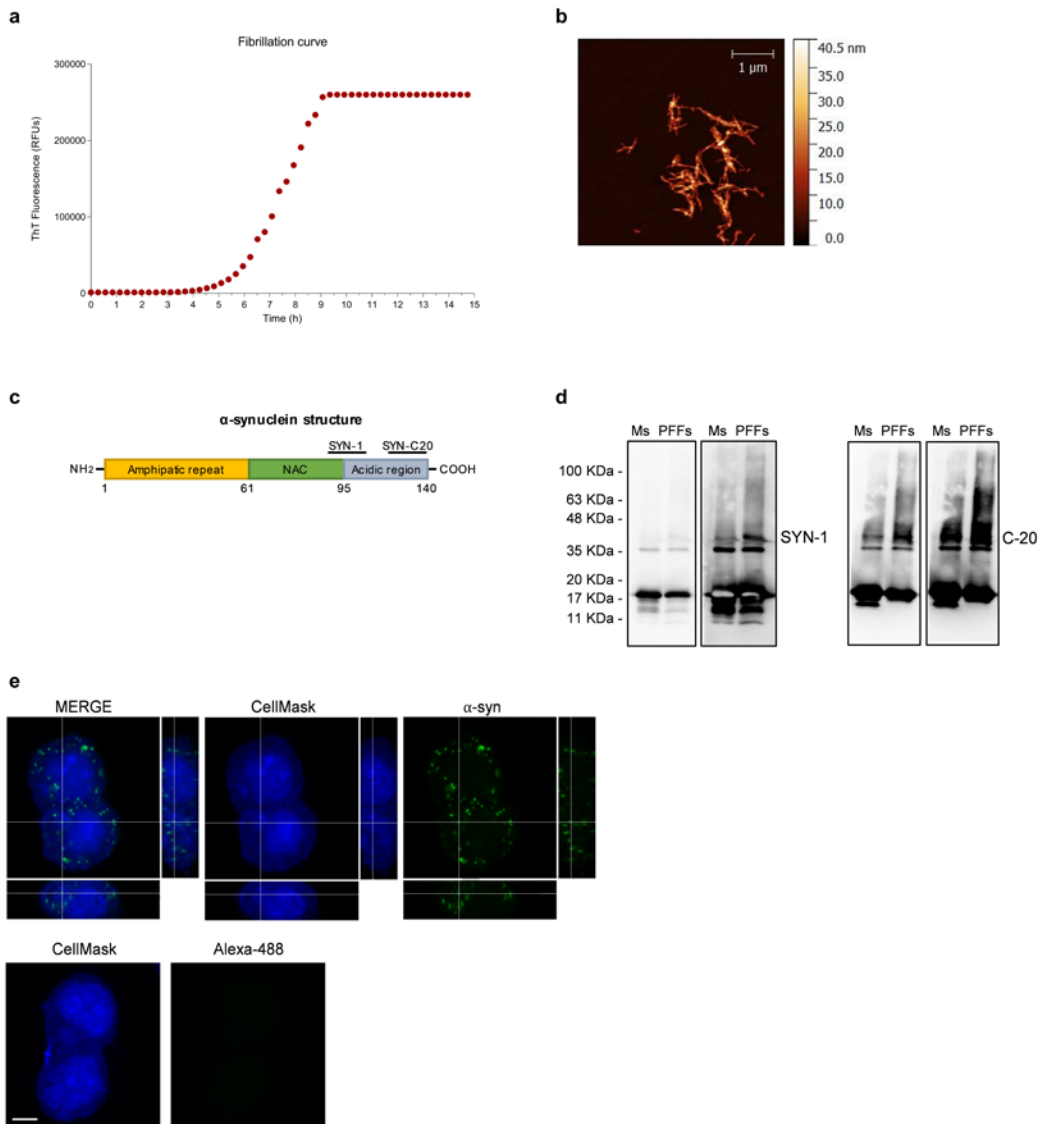 a
Fibrillation curve
300000
200000
100000
0
ThT Fluorescence (RFUs)
0 1 2 3 4 5 6 7 8 9 10 11 12 13 14 15
Time (h)
b
1 µm
40.5 nm
35.0
30.0
25.0
20.0
15.0
10.0
0.0
c
α-synuclein structure
SYN-1 SYN-C20
NH2 Amphipatic repeat NAC Acidic region COOH
1 61 95 140
d
Ms PFFs Ms PFFs Ms PFFs Ms PFFs
100 KDa -
63 KDa -
48 KDa -
35 KDa -
20 KDa -
17 KDa -
11 KDa -
SYN-1
C-20
e
MERGE CellMask α-syn
CellMask Alexa-488